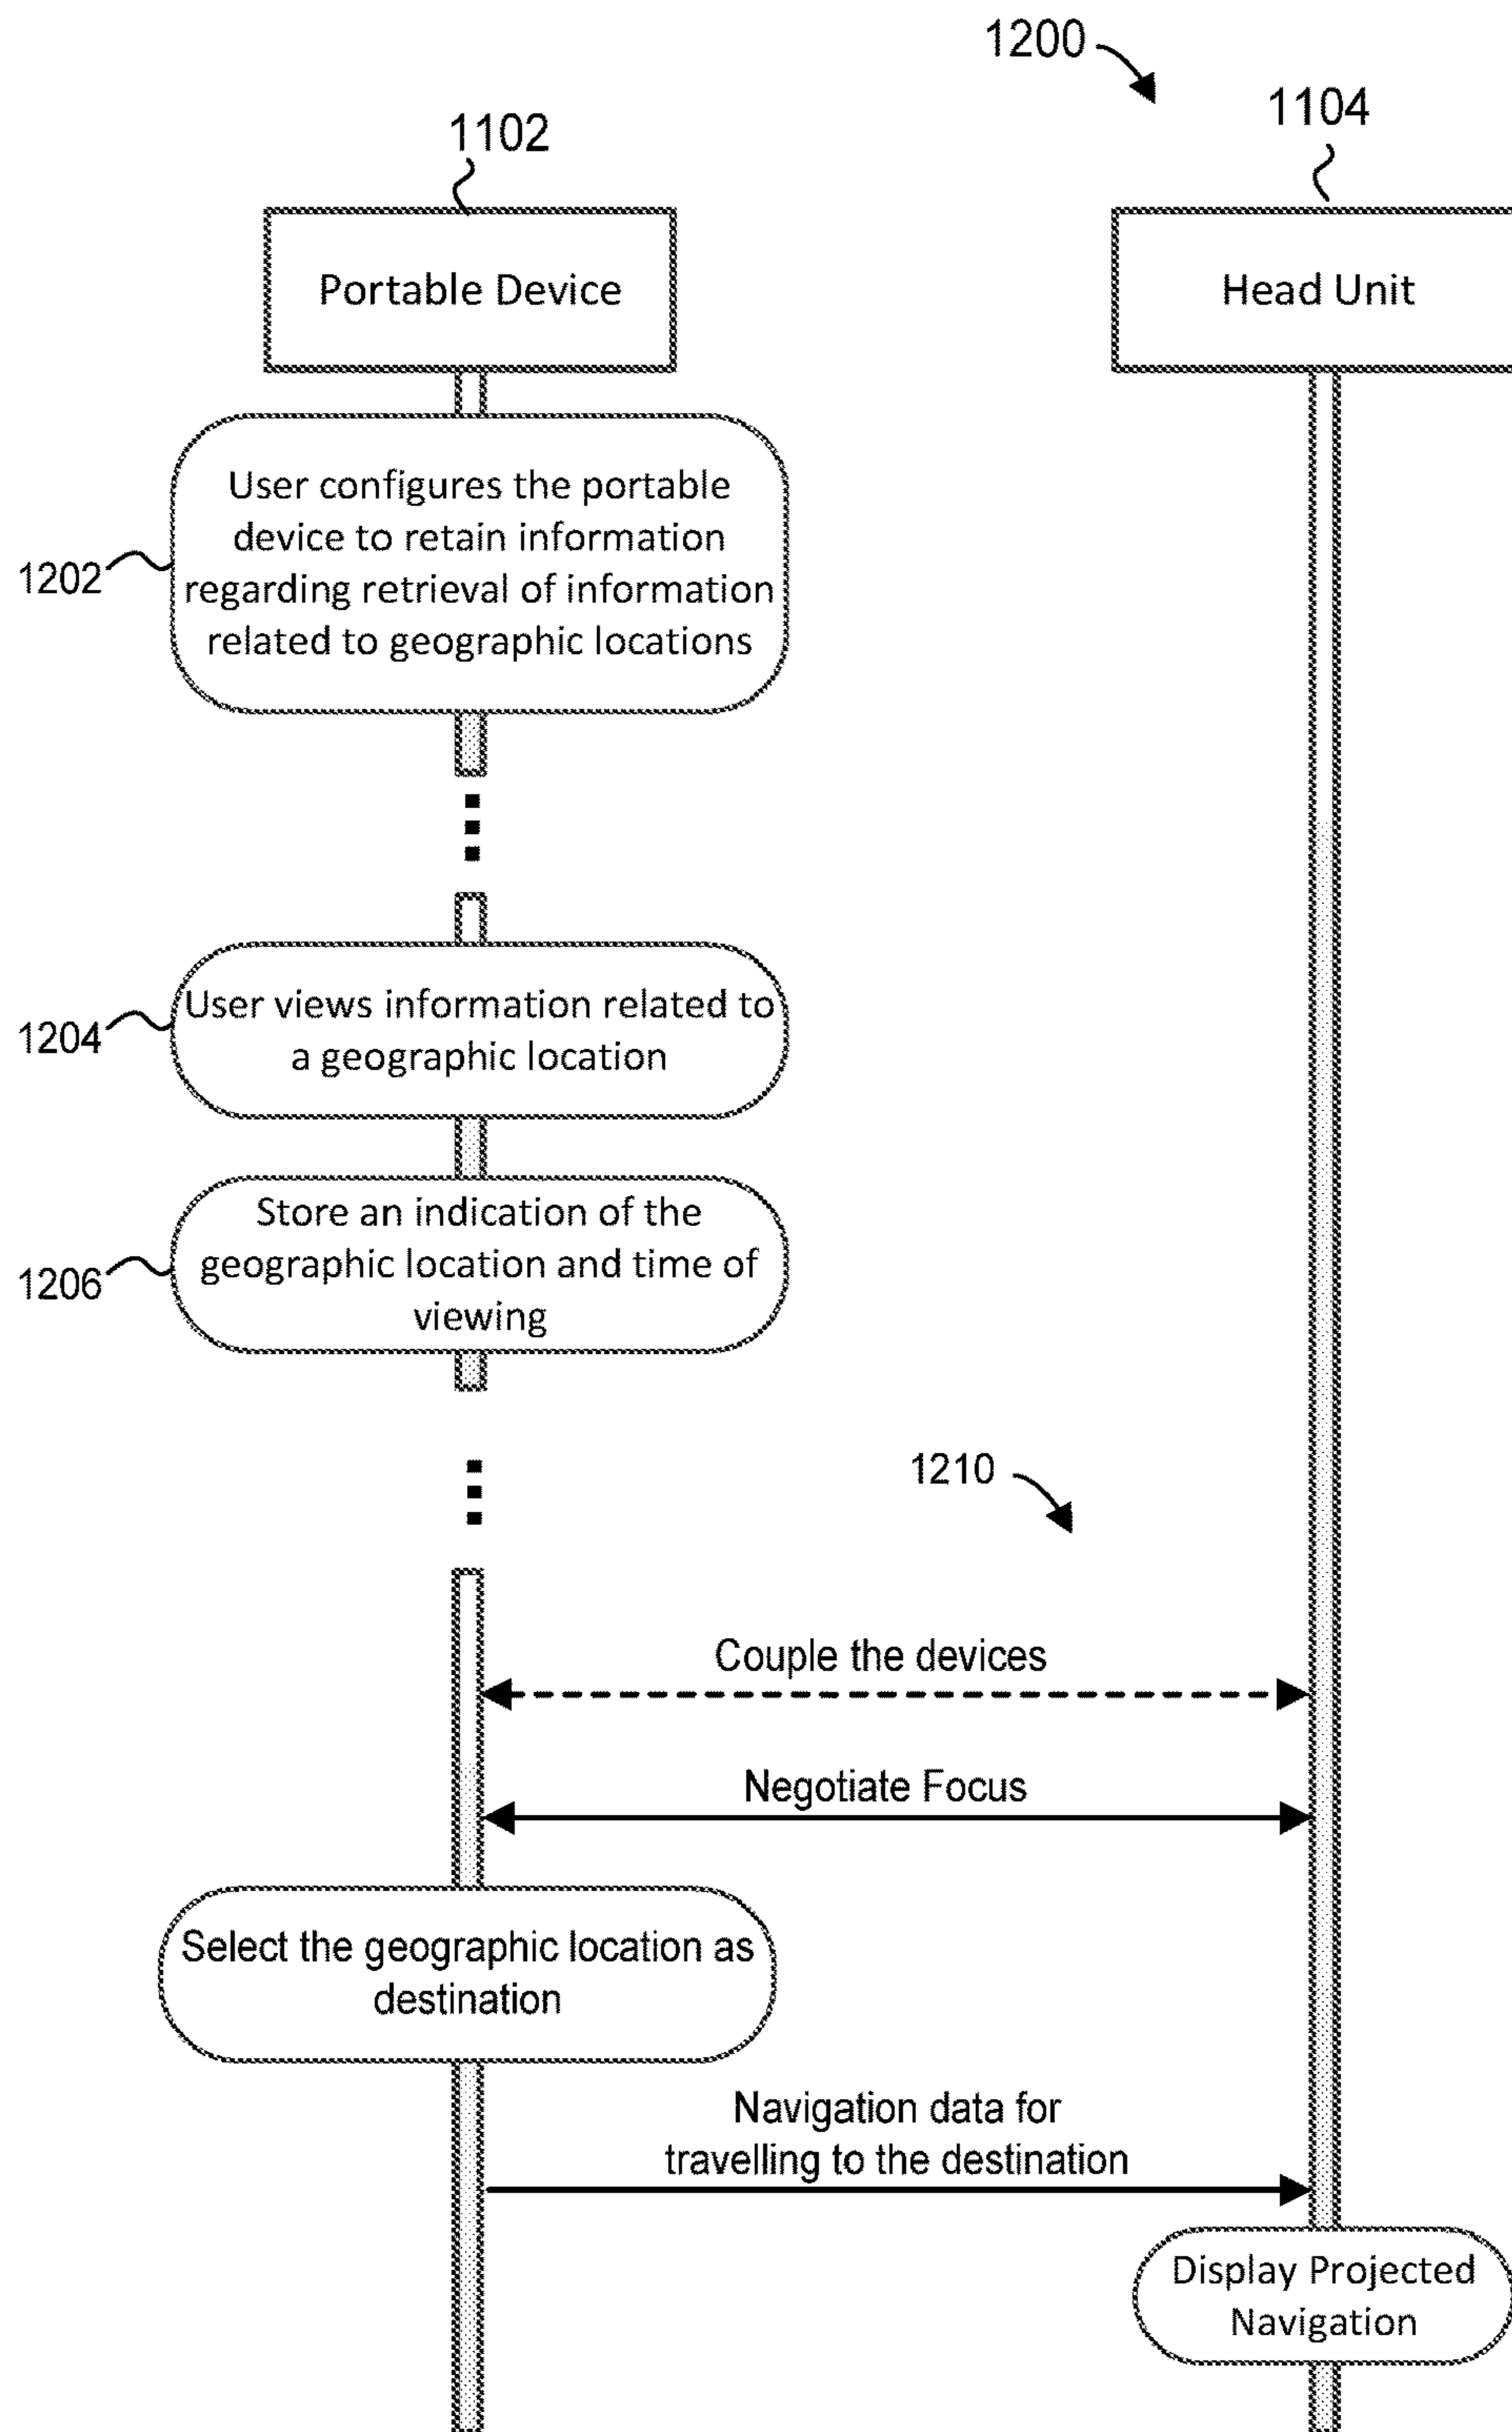 1200
1102
1104
Portable Device
Head Unit
User configures the portable
device to retain information
regarding retrieval of information
related to geographic locations
1202
User views information related to
a geographic location
1204
Store an indication of the
geographic location and time of
viewing
1206
1210
Couple the devices
Negotiate Focus
Select the geographic location as
destination
Navigation data for
travelling to the destination
Display Projected
Navigation